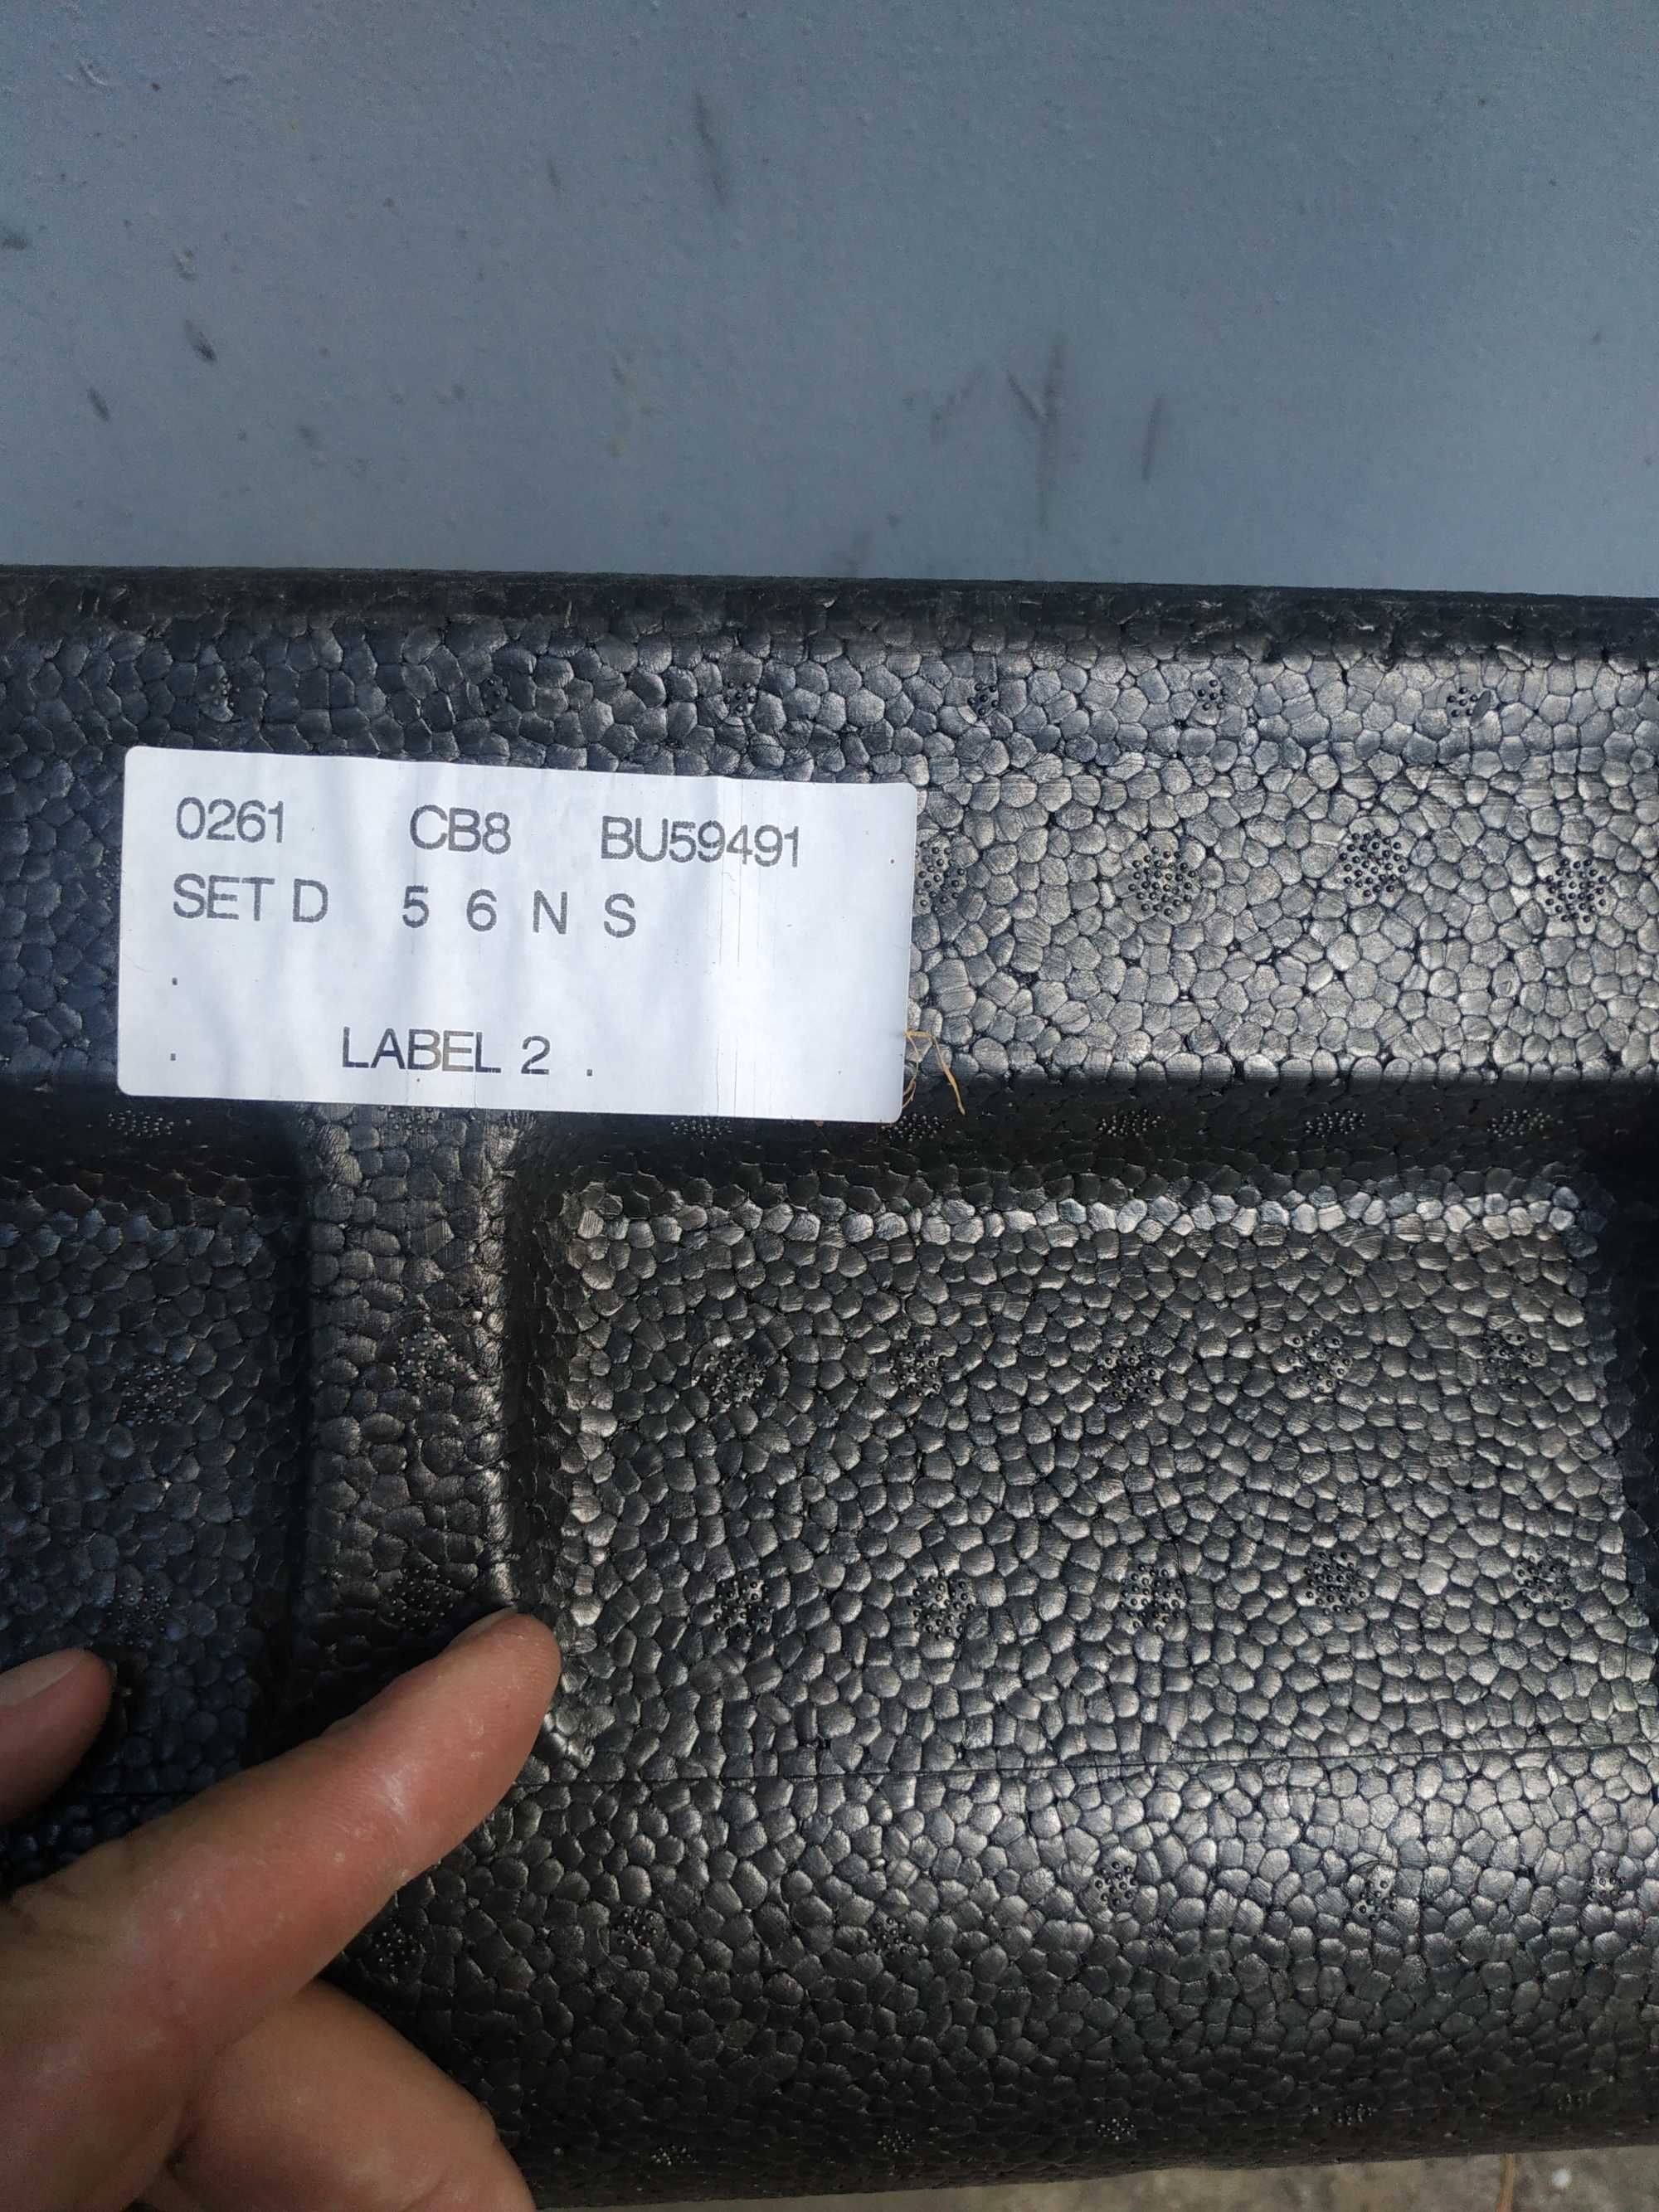 0261 CB8 BU59491
SET D 5 6 N S
.
. LABEL 2 .